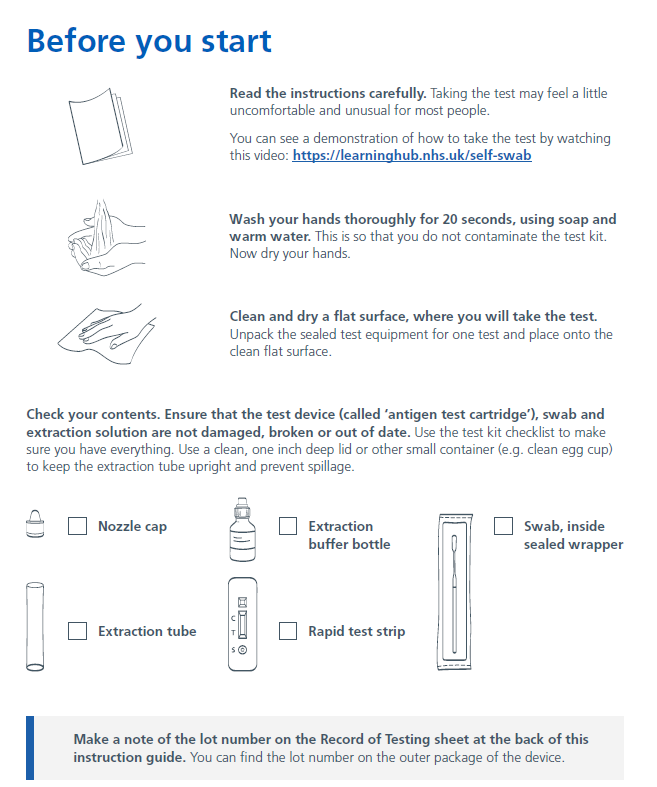 Before you start
Read the instructions carefully. Taking the test may feel a little
uncomfortable and unusual for most people.
You can see a demonstration of how to take the test by watching
this video: https://learninghub.nhs.uk/self-swab
Wash your hands thoroughly for 20 seconds, using soap and
warm water. This is so that you do not contaminate the test kit.
Now dry your hands.
Clean and dry a flat surface, where you will take the test.
Unpack the sealed test equipment for one test and place onto the
clean flat surface.
Check your contents. Ensure that the test device (called ‘antigen test cartridge’), swab and
extraction solution are not damaged, broken or out of date. Use the test kit checklist to make
sure you have everything. Use a clean, one inch deep lid or other small container (e.g. clean egg cup)
to keep the extraction tube upright and prevent spillage.
Nozzle cap
Extraction
buffer bottle
Swab, inside
sealed wrapper
Extraction tube
C
T
S
Rapid test strip
Make a note of the lot number on the Record of Testing sheet at the back of this
instruction guide. You can find the lot number on the outer package of the device.